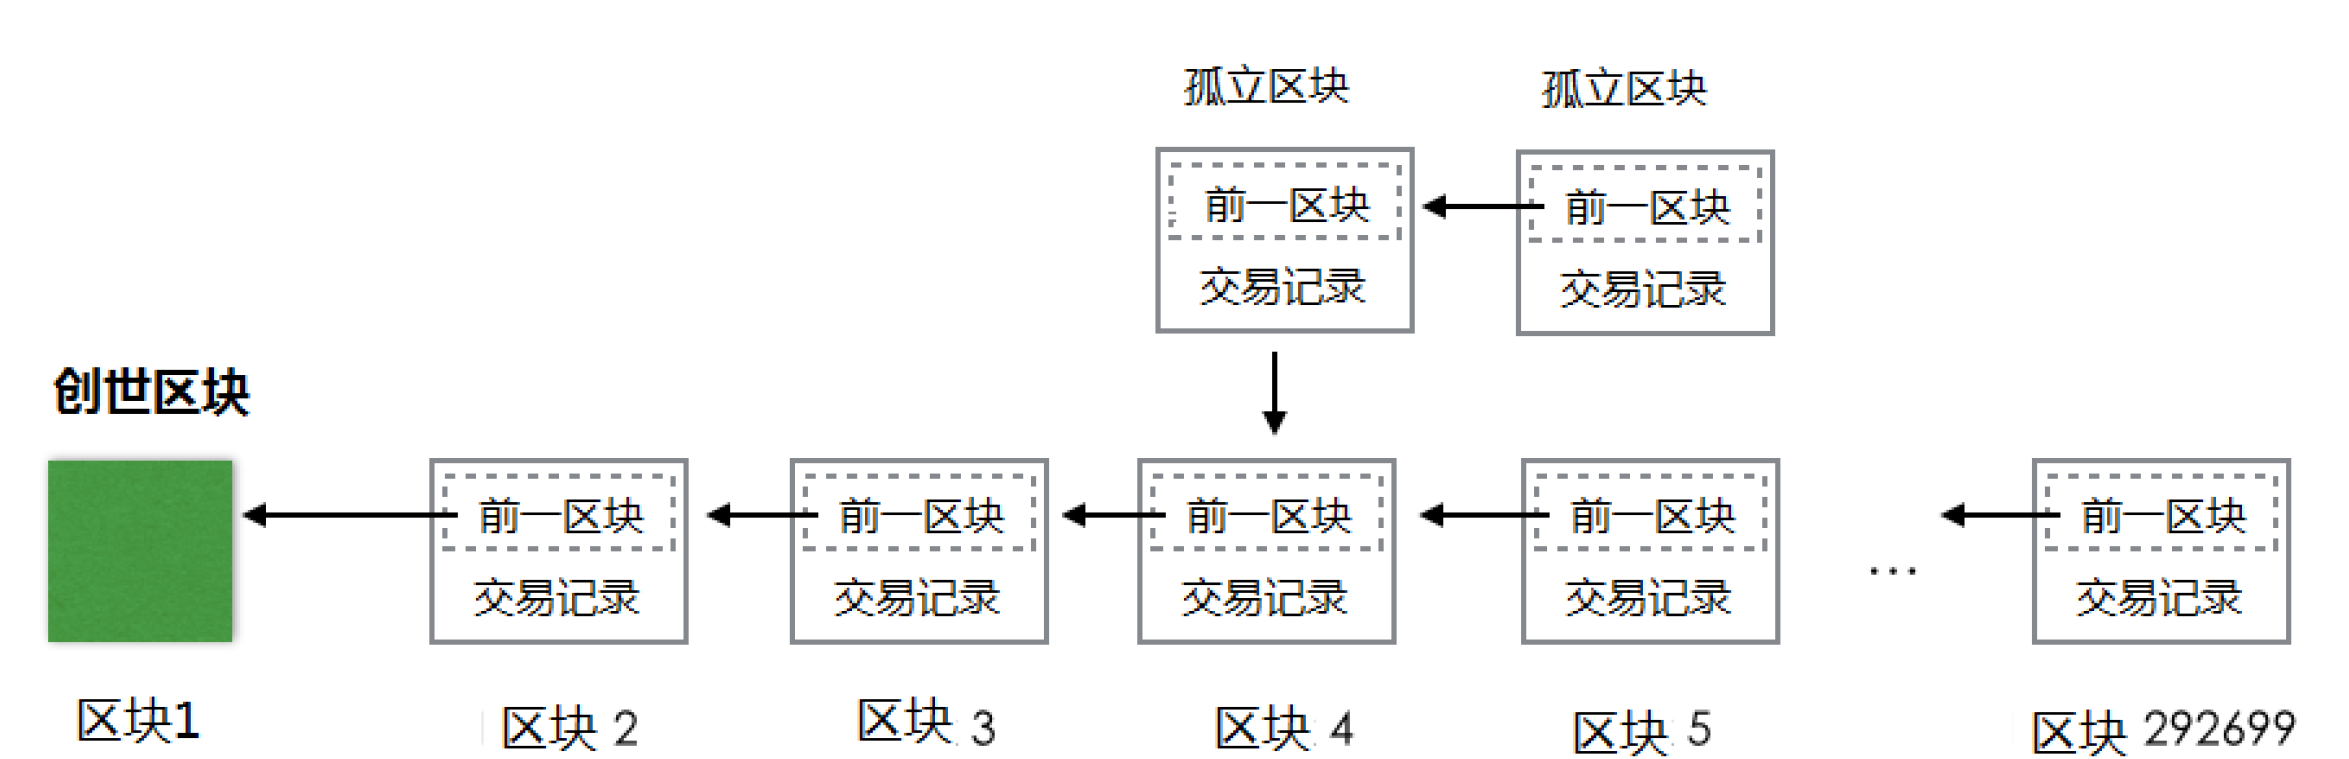 孤立区块
孤立区块
前一区块
交易记录
前一区块
交易记录
创世区块
前一区块
交易记录
前一区块
交易记录
前一区块
交易记录
前一区块
交易记录
...
前一区块
交易记录
区块1
区块 2
区块 3
区块 4
区块 5
区块 292699